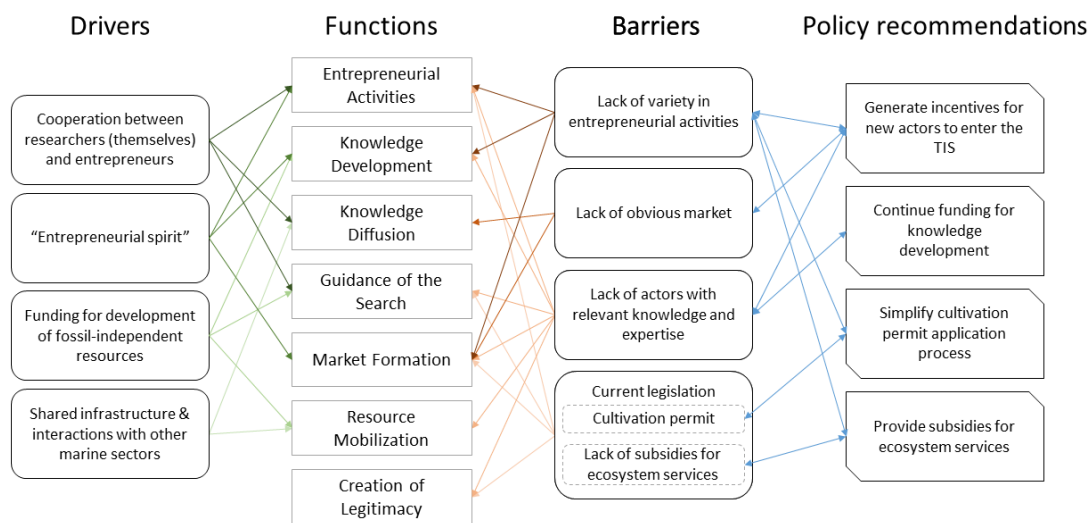 Drivers
Functions
Barriers
Policy recommendations
Cooperation between
researchers (themselves)
and entrepreneurs
“Entrepreneurial spirit”
Funding for development
of fossil-independent
resources
Shared infrastructure &
interactions with other
marine sectors
Entrepreneurial
Activities
Knowledge
Development
Knowledge
Diffusion
Guidance of the
Search
Market Formation
Resource
Mobilization
Creation of
Legitimacy
Lack of variety in
entrepreneurial activities
Lack of obvious market
Lack of actors with
relevant knowledge and
expertise
Current legislation
Cultivation permit
Lack of subsidies for
ecosystem services
Generate incentives for
new actors to enter the
TIS
Continue funding for
knowledge
development
Simplify cultivation
permit application
process
Provide subsidies for
ecosystem services